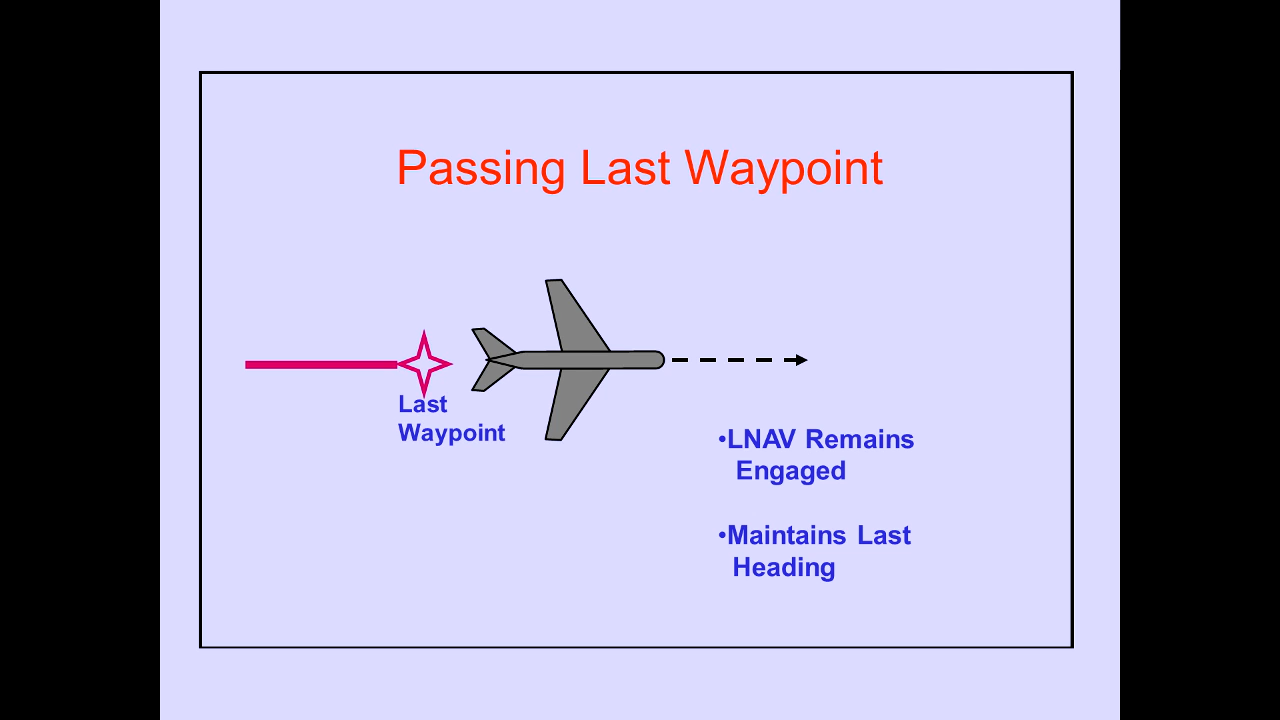 Passing Last Waypoint
Last
Waypoint
•LNAV Remains
Engaged
•Maintains Last
Heading